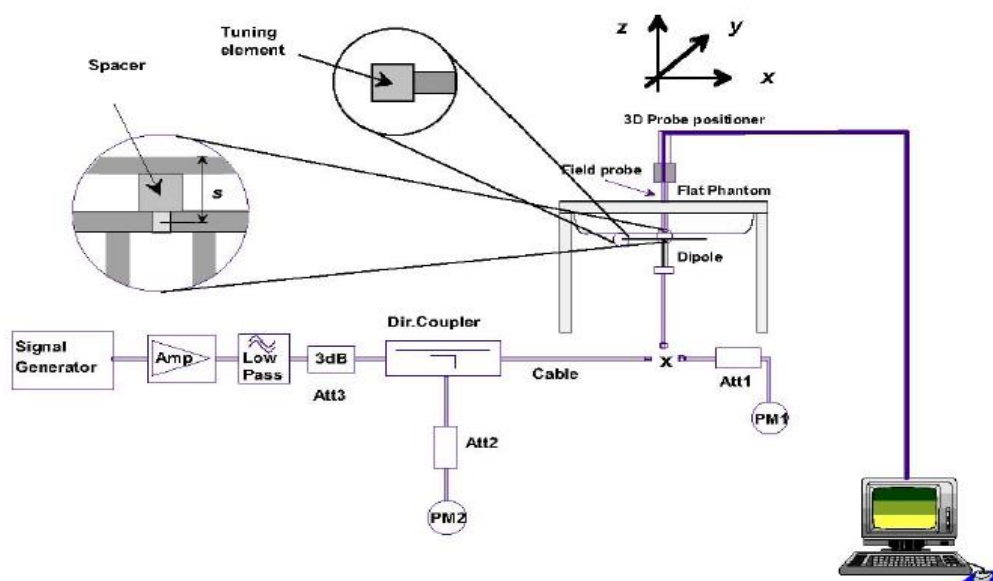 Tuning
element
z
y
x
Spacer
3D Probe positioner
Field probe
Flat Phantom
s
Dipole
Dir.Coupler
Signal
Generator
Amp
Low
Pass
3dB
Att3
Cable
x
Att1
PM1
Att2
PM2